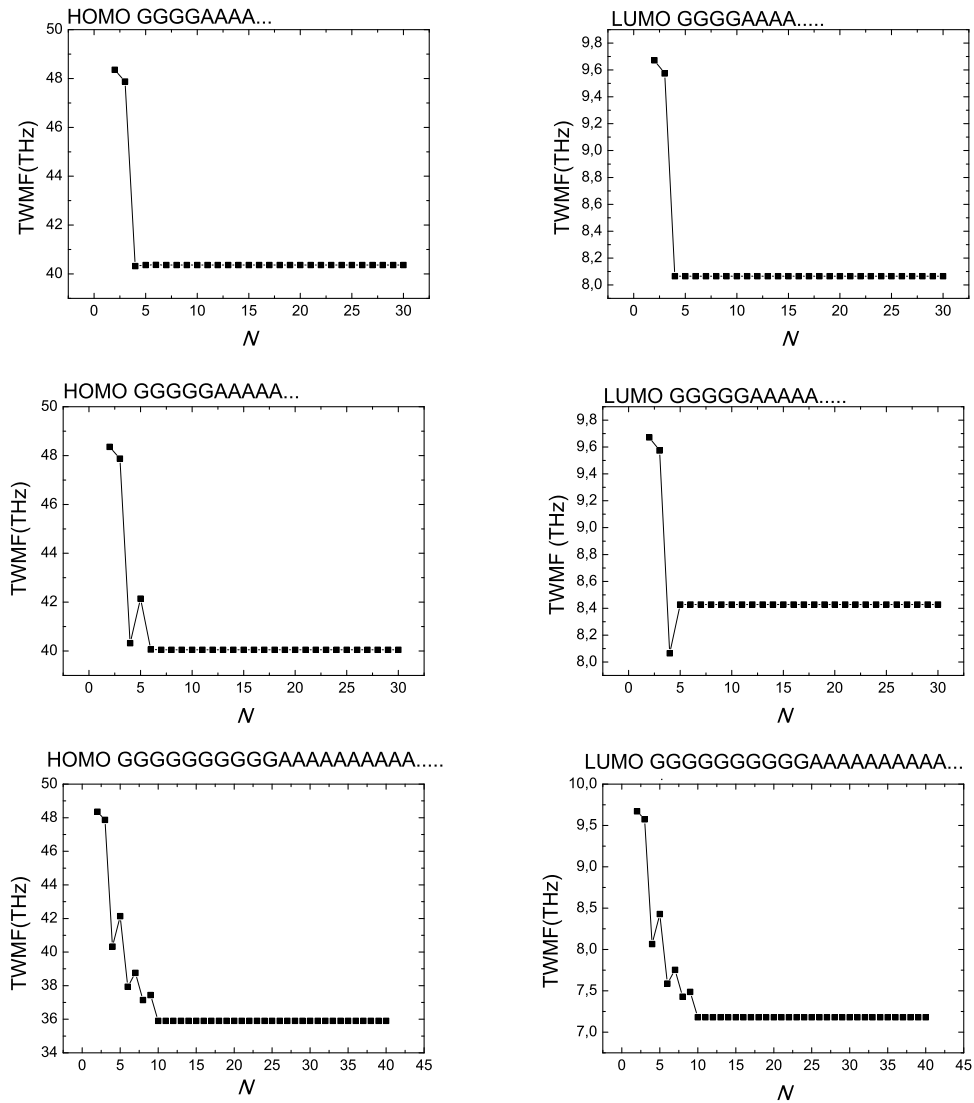 HOMO GGGGAAAA...
TWMF(THz)
50
48
46
44
42
40
0 5 10 15 20 25 30
N
LUMO GGGGAAAA.....
TWMF(THz)
9,8
9,6
9,4
9,2
9,0
8,8
8,6
8,4
8,2
8,0
0 5 10 15 20 25 30
N
HOMO GGGGGAAAAA...
TWMF(THz)
50
48
46
44
42
40
0 5 10 15 20 25 30
N
LUMO GGGGGAAAAA.....
TWMF (THz)
9,8
9,6
9,4
9,2
9,0
8,8
8,6
8,4
8,2
8,0
0 5 10 15 20 25 30
N
HOMO GGGGGGGGGGAAAAAAAAAA.....
TWMF(THz)
50
48
46
44
42
40
38
36
34
0 5 10 15 20 25 30 35 40 45
N
LUMO GGGGGGGGGGAAAAAAAAAA...
TWMF(THz)
10,0
9,5
9,0
8,5
8,0
7,5
7,0
0 5 10 15 20 25 30 35 40 45
N